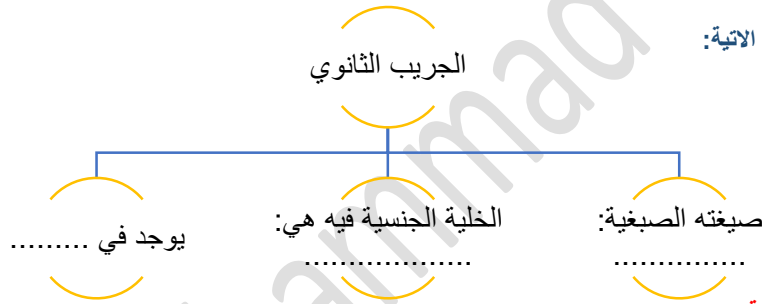 الاتية:
الجريب الثانوي
صيغته الصبغية:
...............
الخلية الجنسية فيه هي:
...................
يوجد في .........